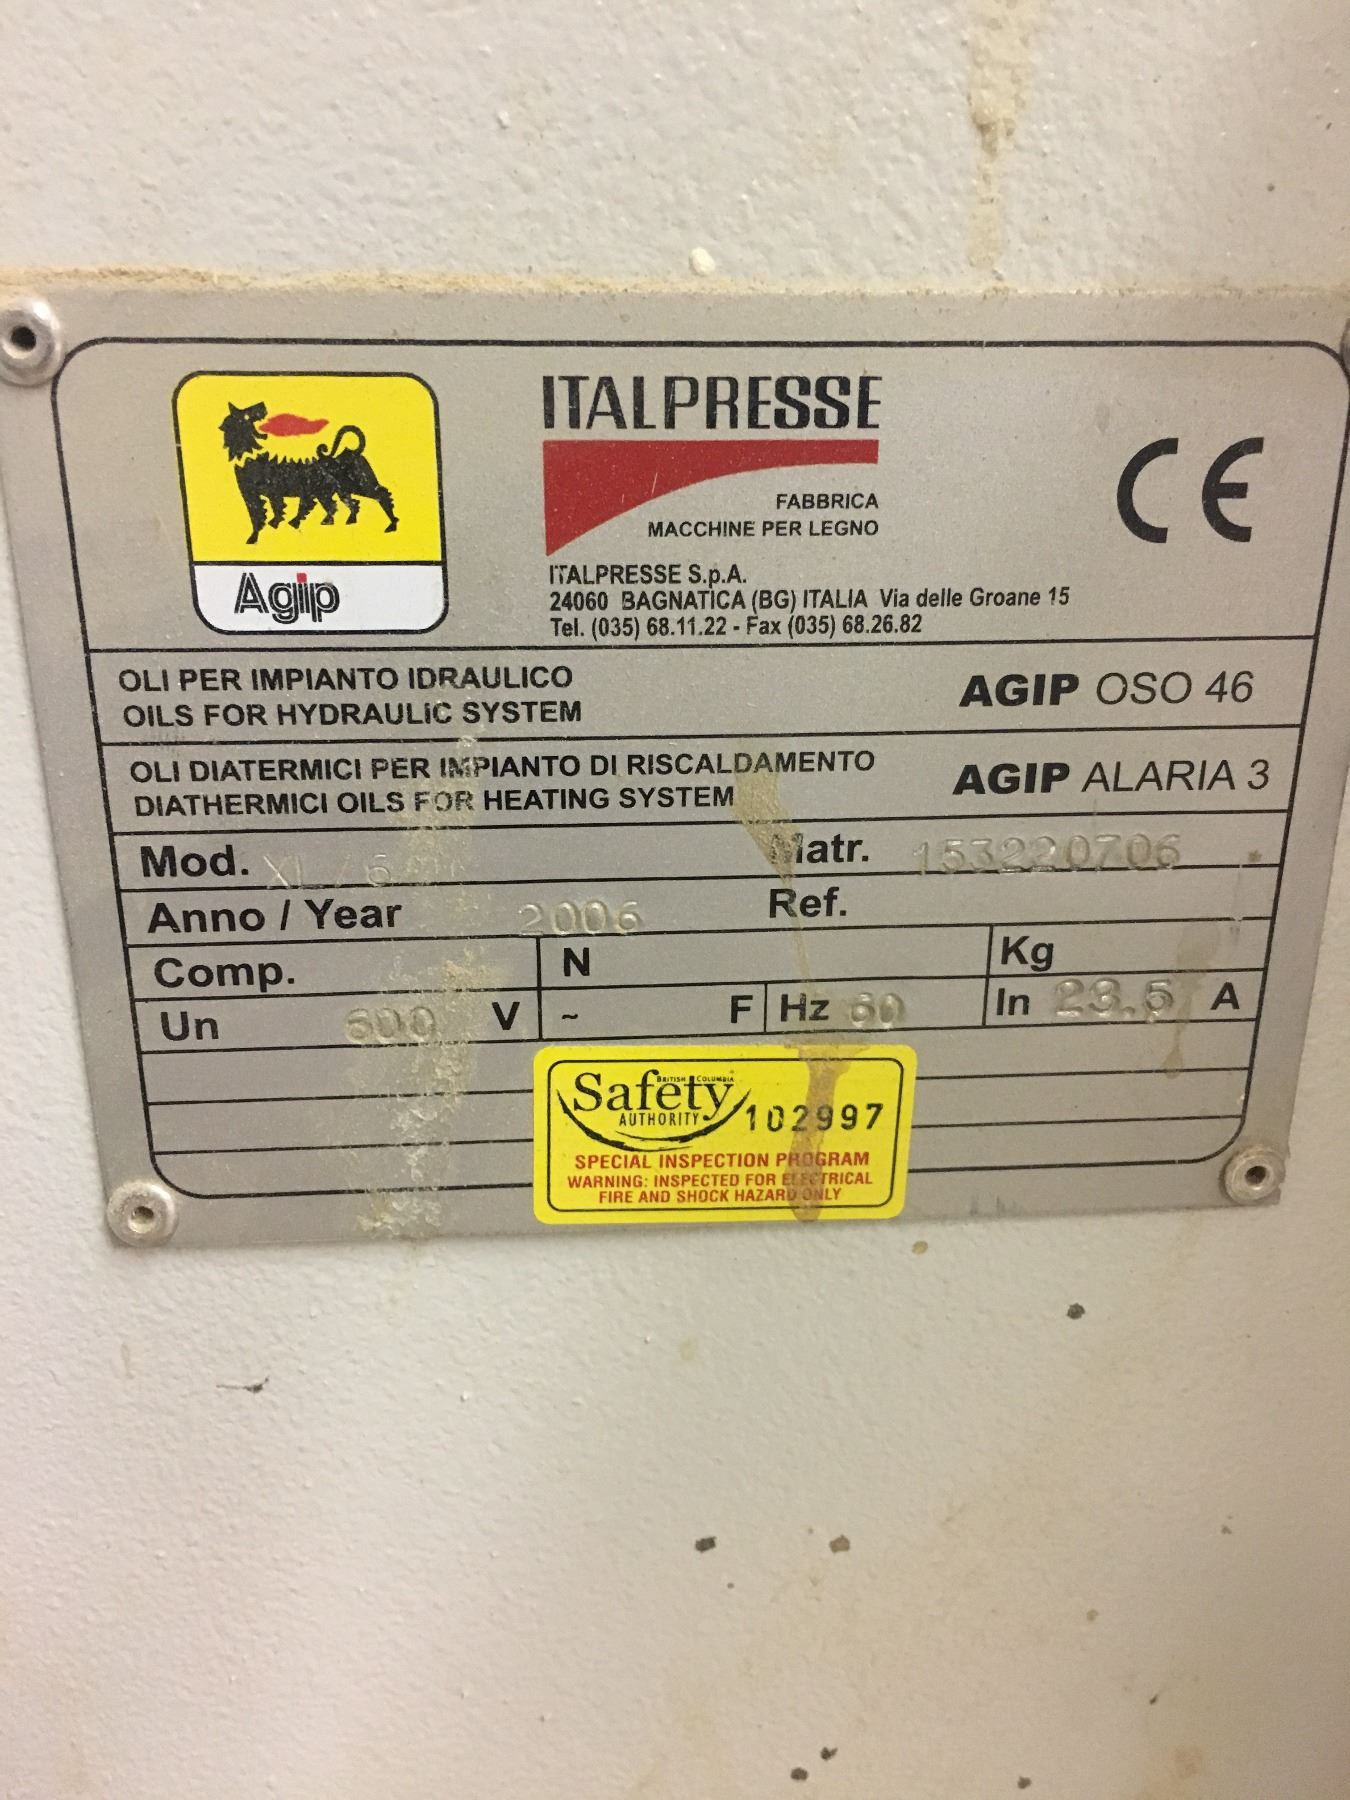 Agip
ITALPRESSE
FABBRICA
MACCHINE PER LEGNO
CE
ITALPRESSE S.p.A.
24060 BAGNATICA (BG) ITALIA Via delle Groane 15
Tel. (035) 68.11.22 - Fax (035) 68.26.82
OLI PER IMPIANTO IDRAULICO
OILS FOR HYDRAULIC SYSTEM
AGIP OSO 46
OLI DIATERMICI PER IMPIANTO DI RISCALDAMENTO
DIATHERMICI OILS FOR HEATING SYSTEM
AGIP ALARIA 3
Mod. Matr. 153220706
Anno / Year 2006 Ref.
Comp. N Kg
Un 600 V ~ F Hz 60 In 23.5 A
BRITISH COLUMBIA
Safety
AUTHORITY 102997
SPECIAL INSPECTION PROGRAM
WARNING: INSPECTED FOR ELECTRICAL
FIRE AND SHOCK HAZARD ONLY